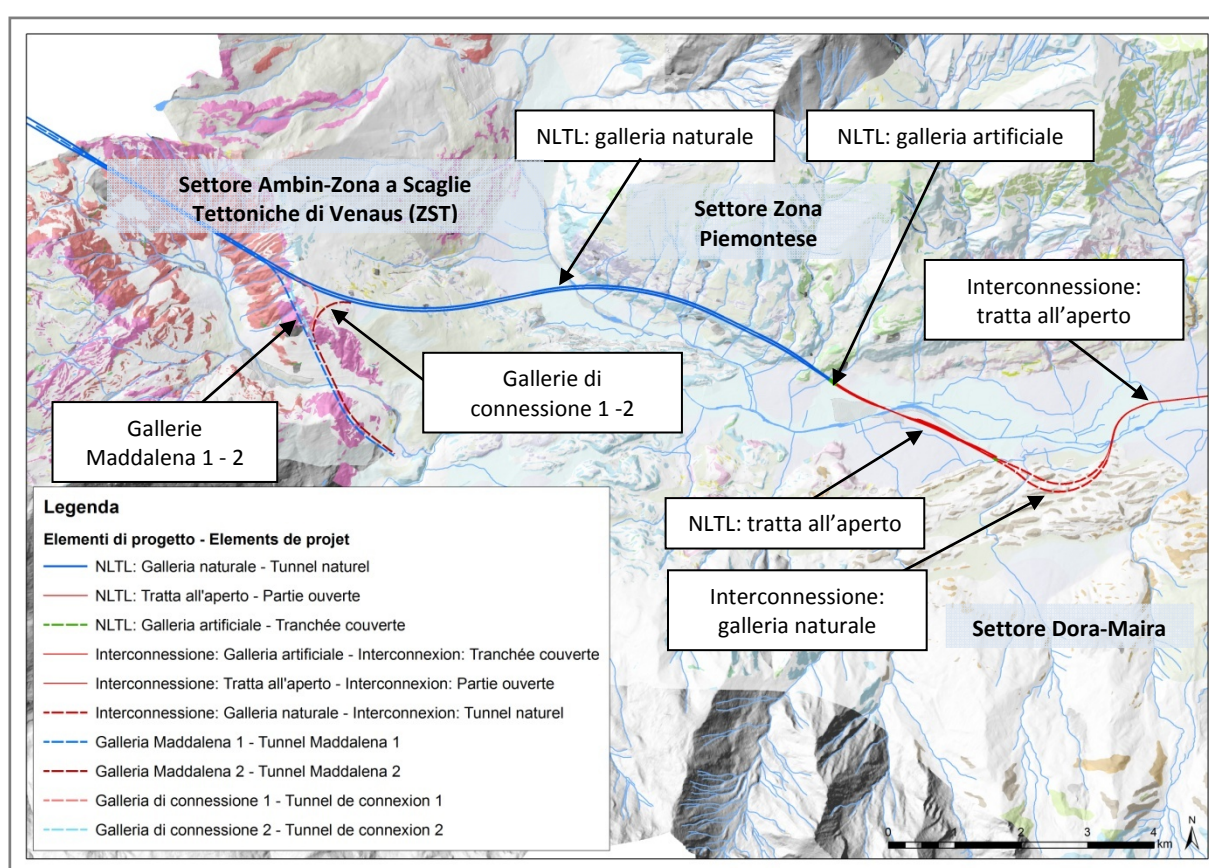 NLTL: galleria naturale
NLTL: galleria artificiale
Settore Ambin-Zona a Scaglie
Tettoniche di Venaus (ZST)
Settore Zona
Piemontese
Interconnessione:
tratta all’aperto
Gallerie di
connessione 1 -2
Gallerie
Maddalena 1 - 2
NLTL: tratta all’aperto
Interconnessione:
galleria naturale
Settore Dora-Maira
Legenda
Elementi di progetto - Elements de projet
NLTL: Galleria naturale - Tunnel naturel
NLTL: Tratta all'aperto - Partie ouverte
NLTL: Galleria artificiale - Tranchée couverte
Interconnessione: Galleria artificale - Interconnexion: Tranchée couverte
Interconnessione: Tratta all'aperto - Interconnexion: Partie ouverte
Interconnessione: Galleria naturale - Interconnexion: Tunnel naturel
Galleria Maddalena 1 - Tunnel Maddalena 1
Galleria Maddalena 2 - Tunnel Maddalena 2
Galleria di connessione 1 - Tunnel de connexion 1
Galleria di connessione 2 - Tunnel de connexion 2
0 1 2 3 4
km
N